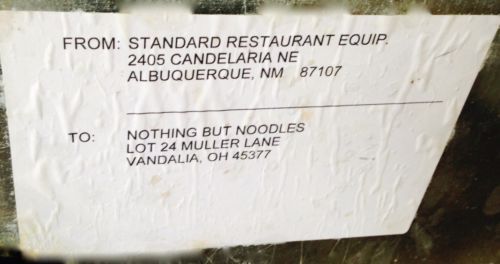 FROM: STANDARD RESTAURANT EQUIP.
2405 CANDELARIA NE
ALBUQUERQUE, NM 87107
TO: NOTHING BUT NOODLES
LOT 24 MULLER LANE
VANDALIA, OH 45377